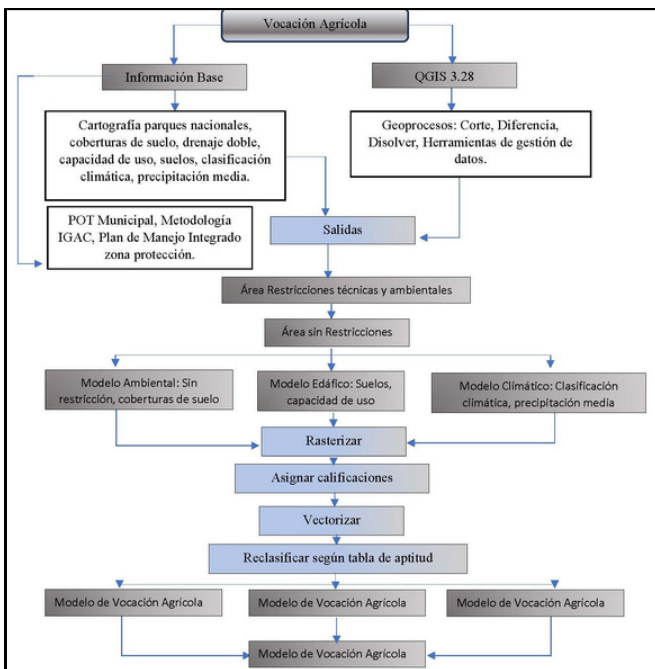 Vocación Agrícola
Información Base
QGIS 3.28
Cartografía parques nacionales,
coberturas de suelo, drenaje doble,
capacidad de uso, suelos, clasificación
climática, precipitación media.
Geoprocesos: Corte, Diferencia,
Disolver, Herramientas de gestión de
datos.
POT Municipal, Metodología
IGAC, Plan de Manejo Integrado
zona protección.
Salidas
Área Restricciones técnicas y ambientales
Área sin Restricciones
Modelo Ambiental: Sin
restricción, coberturas de suelo
Modelo Edáfico: Suelos,
capacidad de uso
Modelo Climático: Clasificación
climática, precipitación media
Rasterizar
Asignar calificaciones
Vectorizar
Reclasificar según tabla de aptitud
Modelo de Vocación Agrícola
Modelo de Vocación Agrícola
Modelo de Vocación Agrícola
Modelo de Vocación Agrícola